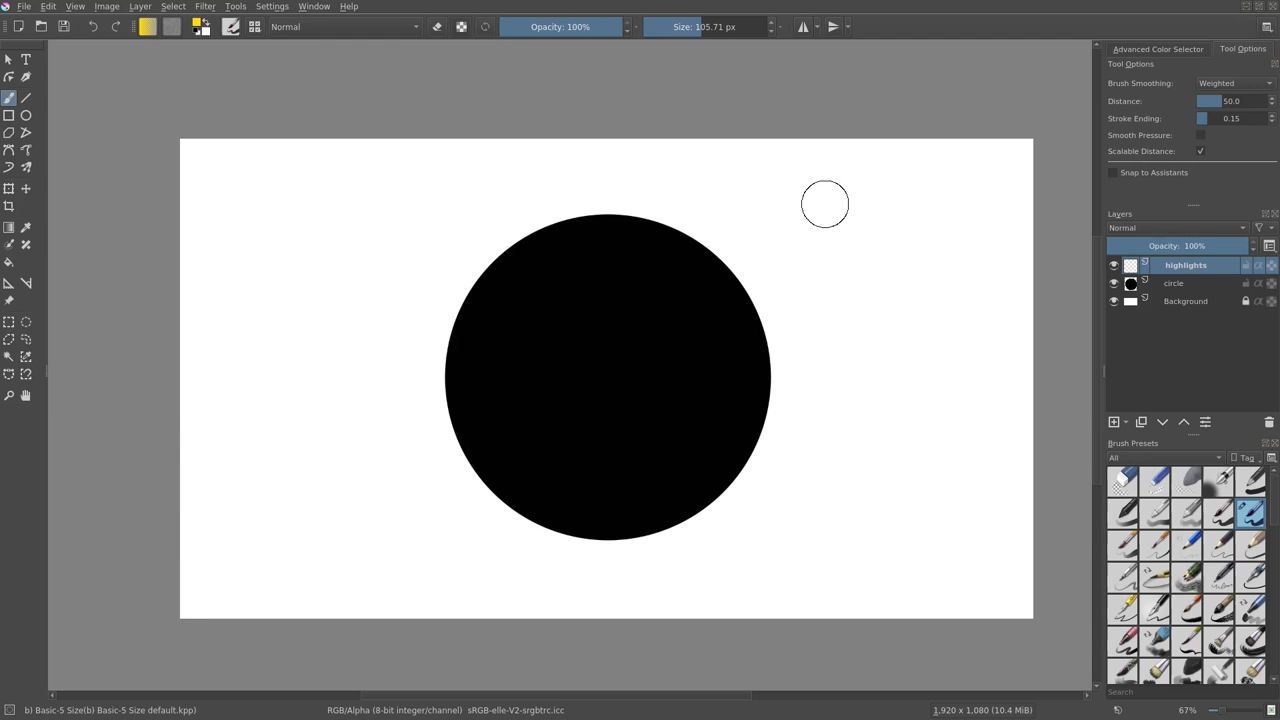 File Edit View Image Layer Select Filter Tools Settings Window Help
Normal Opacity: 100% Size: 105.71 px
Advanced Color Selector Tool Options
Tool Options
Brush Smoothing: Weighted
Distance: 50.0
Stroke Ending: 0.15
Smooth Pressure:
Scalable Distance:
Snap to Assistants
Layers
Normal
Opacity: 100%
highlights
circle
Background
Brush Presets
All Tag
Search
b) Basic-5 Size(b) Basic-5 Size default.kpp) RGB/Alpha (8-bit integer/channel) sRGB-elle-V2-srgbtrc.icc 1,920 x 1,080 (10.4 MiB) 67%